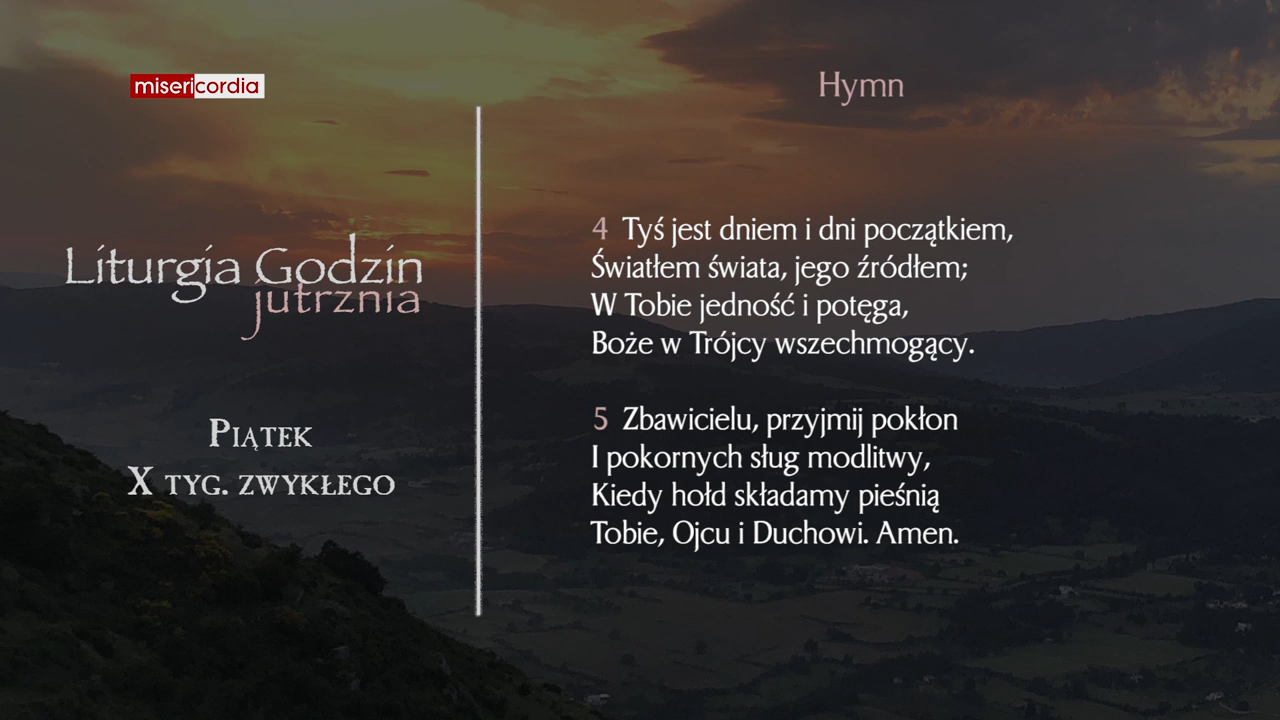 misericordia
Liturgia Godzin
jutrznia
Piątek
X tyg. zwykłego
Hymn
4 Tyś jest dniem i dni początkiem,
Światłem świata, jego źródłem;
W Tobie jedność i potęga,
Boże w Trójcy wszechmogący.
5 Zbawicielu, przyjmij pokłon
I pokornych sług modlitwy,
Kiedy hołd składamy pieśnią
Tobie, Ojcu i Duchowi. Amen.